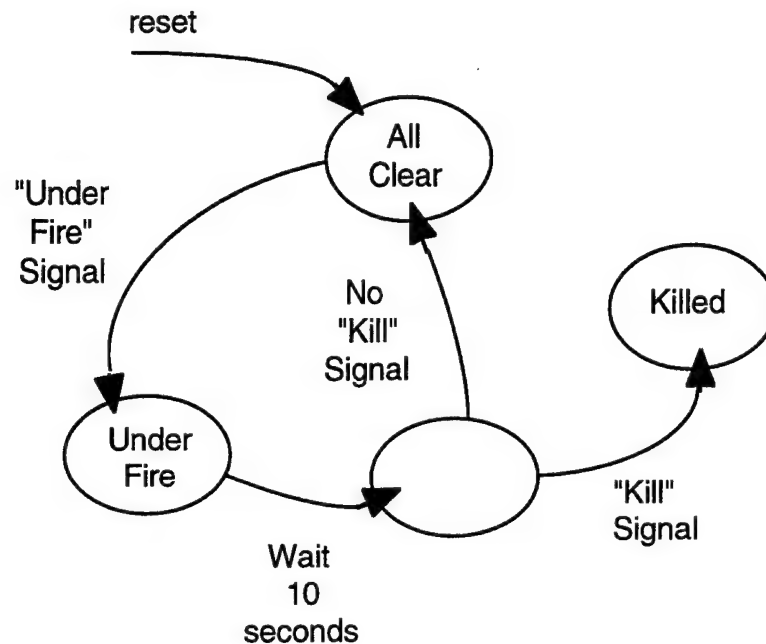 reset
All
Clear
"Under
Fire"
Signal
No
"Kill"
Signal
Killed
Under
Fire
"Kill"
Signal
Wait
10
seconds